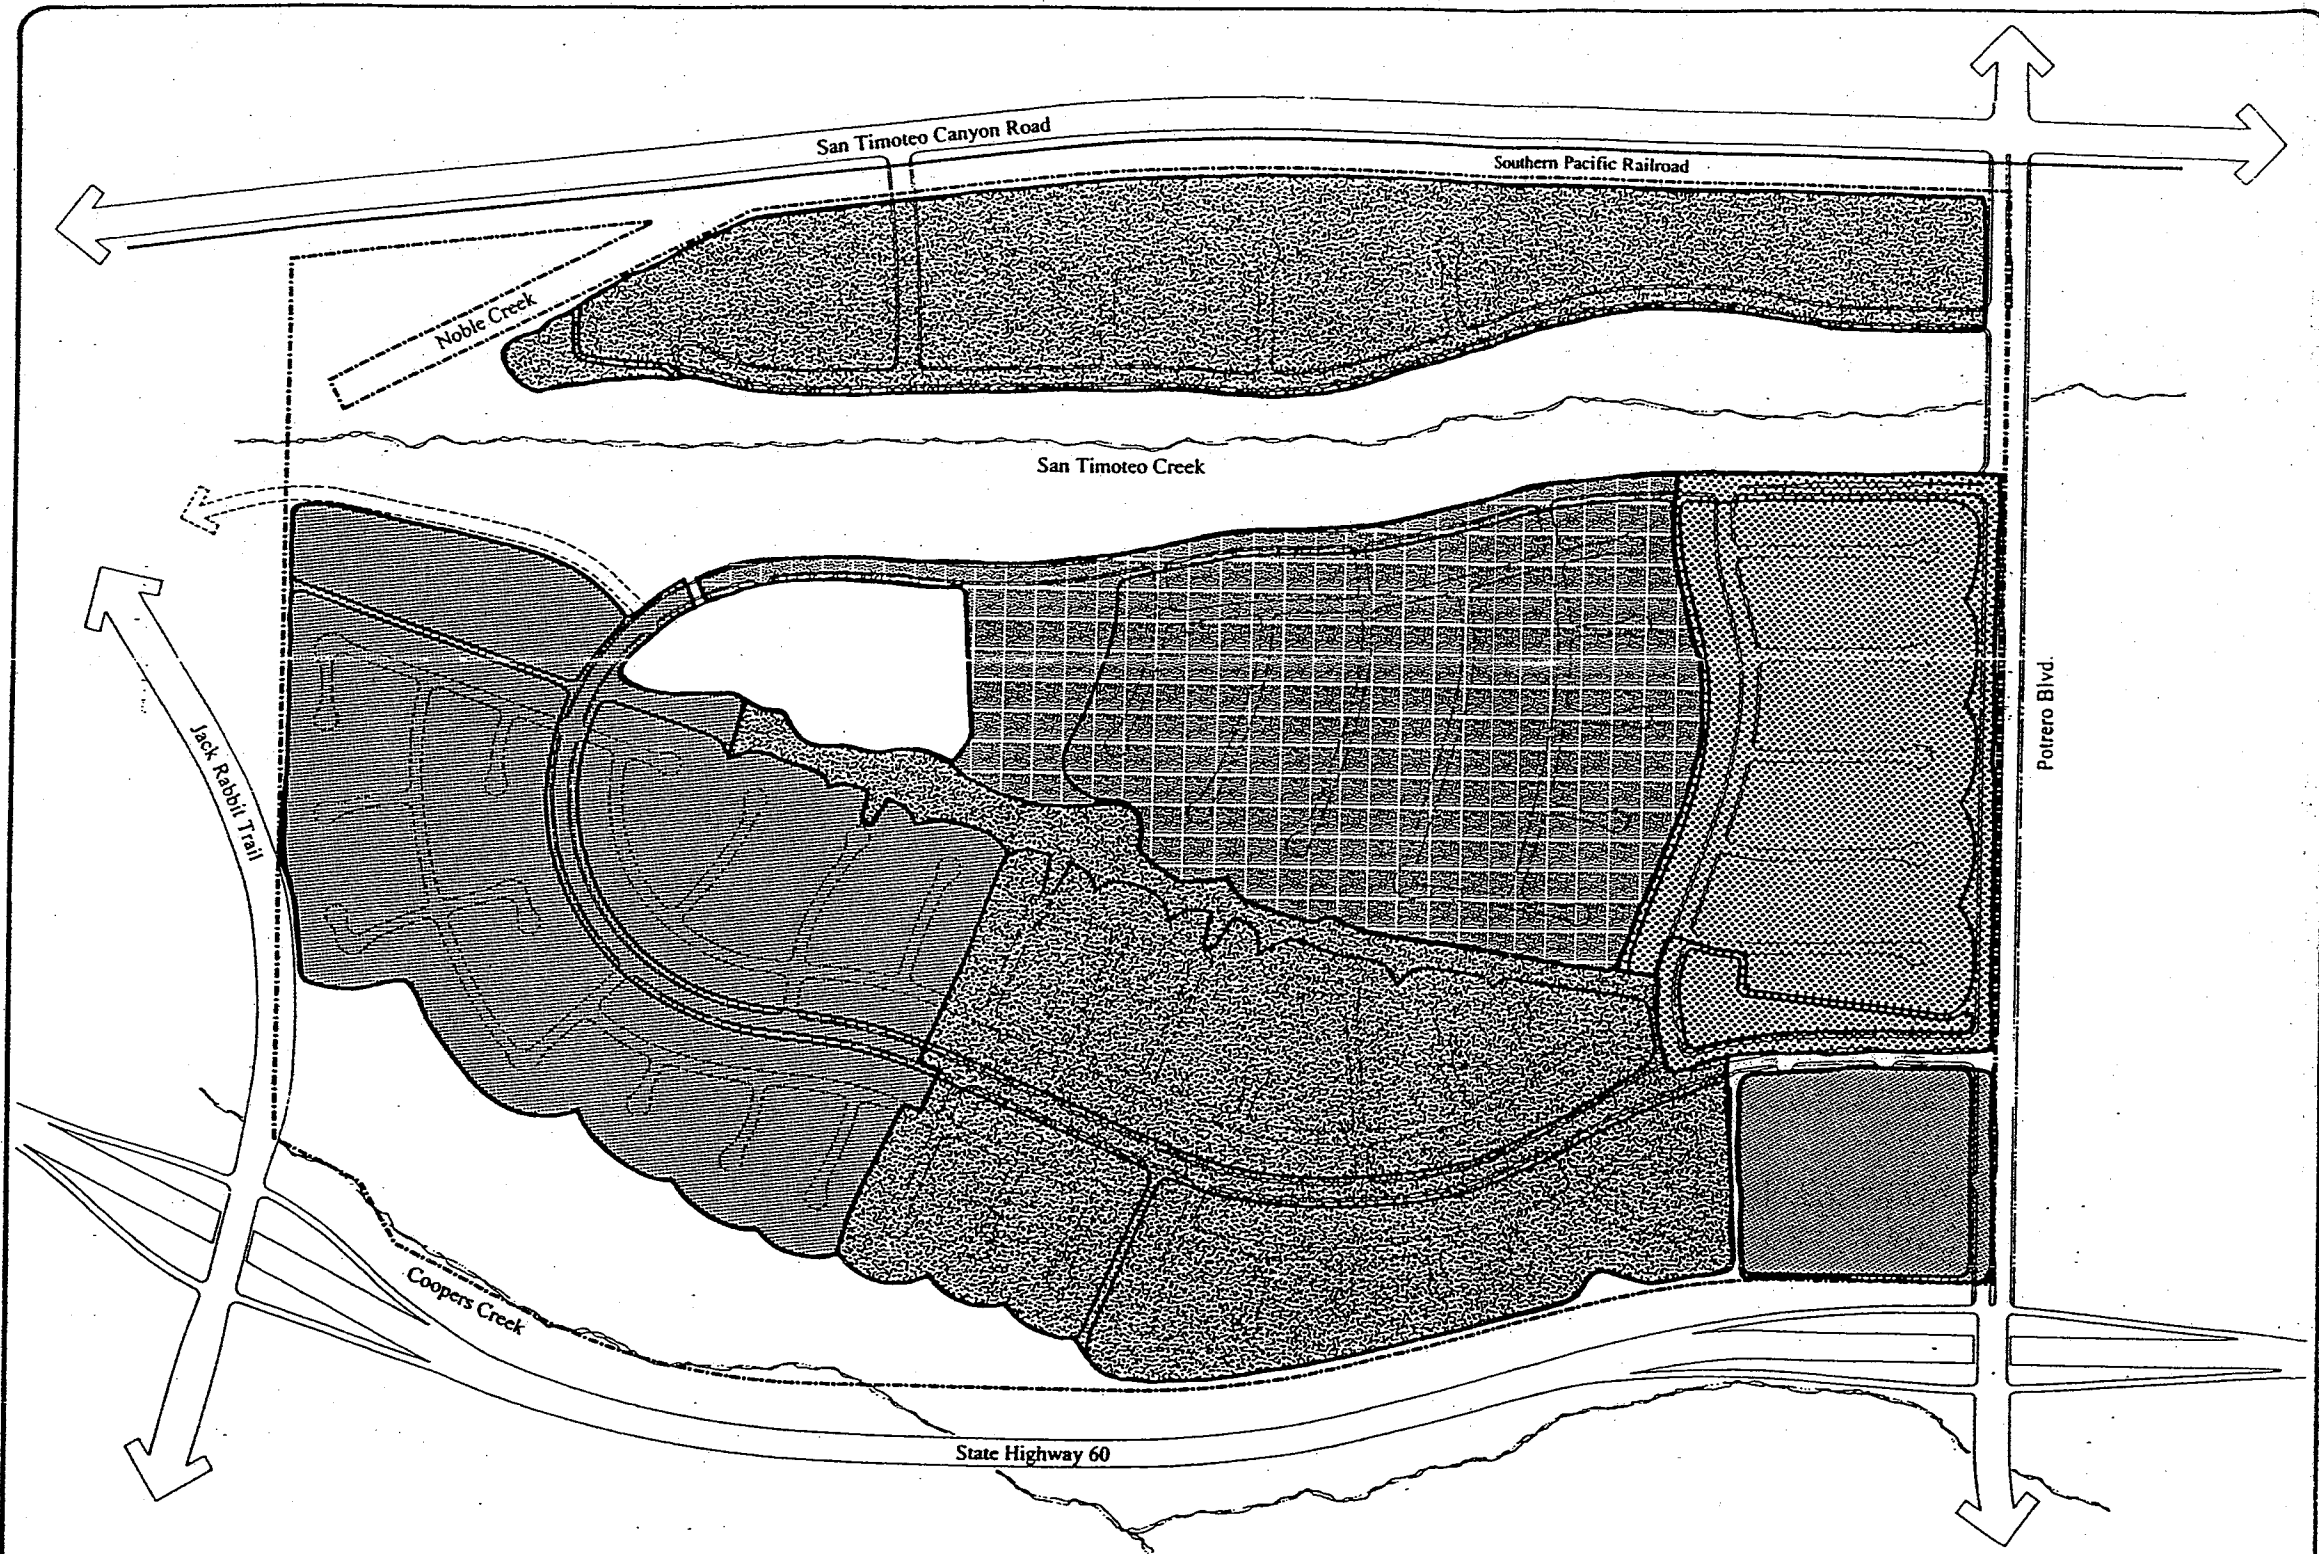 San Timoteo Canyon Road
Southern Pacific Railroad
Noble Creek
San Timoteo Creek
Jack Rabbit Trail
Potrero Blvd.
Coopers Creek
State Highway 60